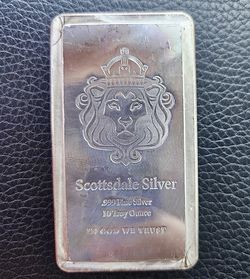 Scottsdale Silver
.999 Fine Silver
10 Troy Ounce
IN GOD WE TRUST